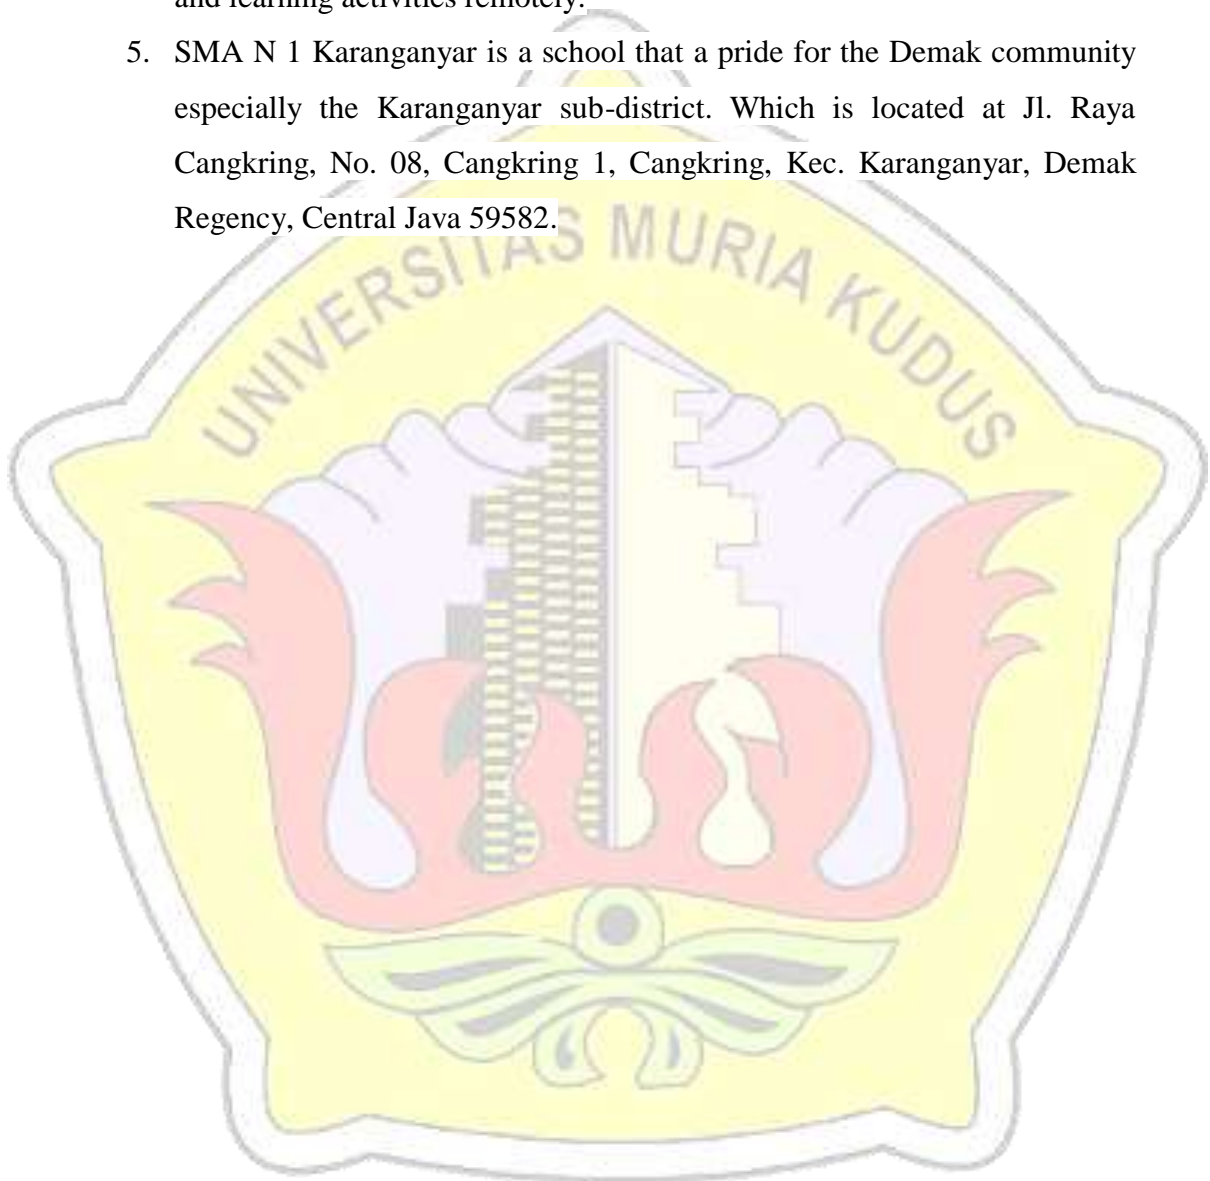 and learning activities remotely.
5. SMA N 1 Karanganyar is a school that a pride for the Demak community
especially the Karanganyar sub-district. Which is located at Jl. Raya
Cangkring, No. 08, Cangkring 1, Cangkring, Kec. Karanganyar, Demak
Regency, Central Java 59582.
UNIVERSITAS MURIA KUDUS